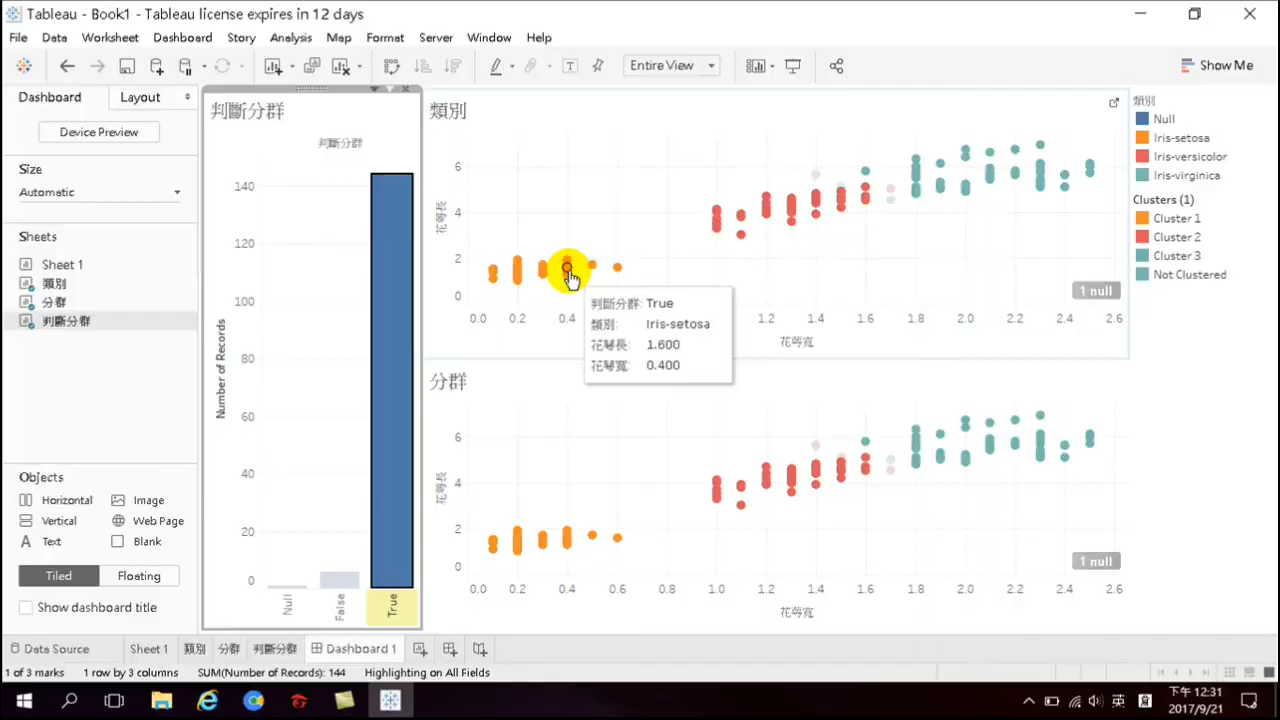 Tableau - Book1 - Tableau license expires in 12 days
File Data Worksheet Dashboard Story Analysis Map Format Server Window Help
Entire View
Show Me
Dashboard Layout
Device Preview
Size
Automatic
Sheets
Sheet 1
類別
分群
判斷分群
Objects
Horizontal Image
Vertical Web Page
A Text Blank
Tiled Floating
Show dashboard title
判斷分群
判斷分群
Number of Records
140
120
100
80
60
40
20
0
Null False True
類別
花萼長
6
4
2
0
0.0 0.2 0.4 1.2 1.4 1.6 1.8 2.0 2.2 2.4 2.6
花萼寬
1 null
判斷分群: True
類別: Iris-setosa
花萼長: 1.600
花萼寬: 0.400
分群
花萼長
6
4
2
0
0.0 0.2 0.4 0.6 1.0 1.2 1.4 1.6 1.8 2.0 2.2 2.4 2.6
花萼寬
1 null
類別
Null
Iris-setosa
Iris-versicolor
Iris-virginica
Clusters (1)
Cluster 1
Cluster 2
Cluster 3
Not Clustered
Data Source Sheet 1 類別 分群 判斷分群 Dashboard 1
1 of 3 marks 1 row by 3 columns SUM(Number of Records): 144 Highlighting on All Fields
英
下午 12:31
2017/9/21